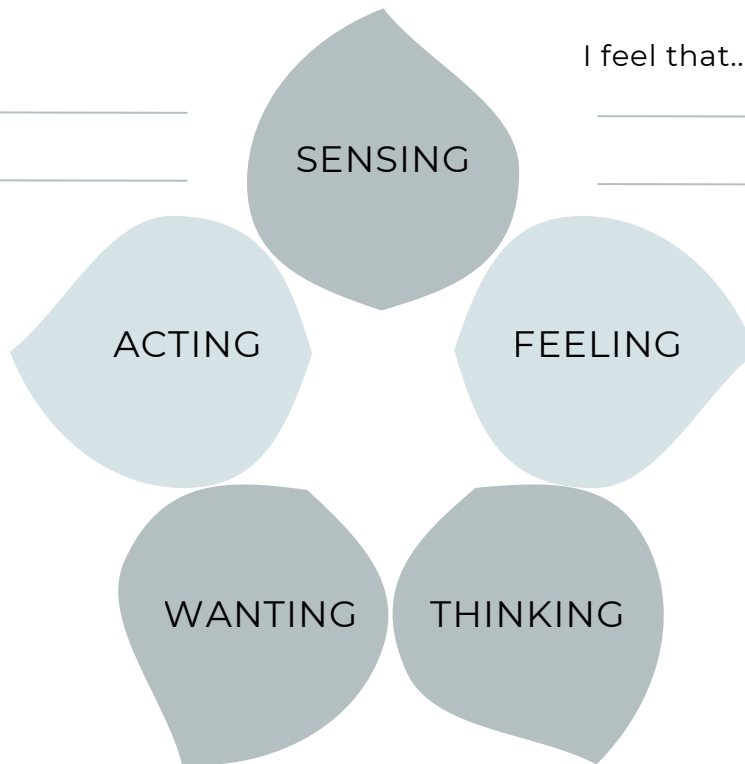 I feel that..
SENSING
ACTING
FEELING
WANTING
THINKING